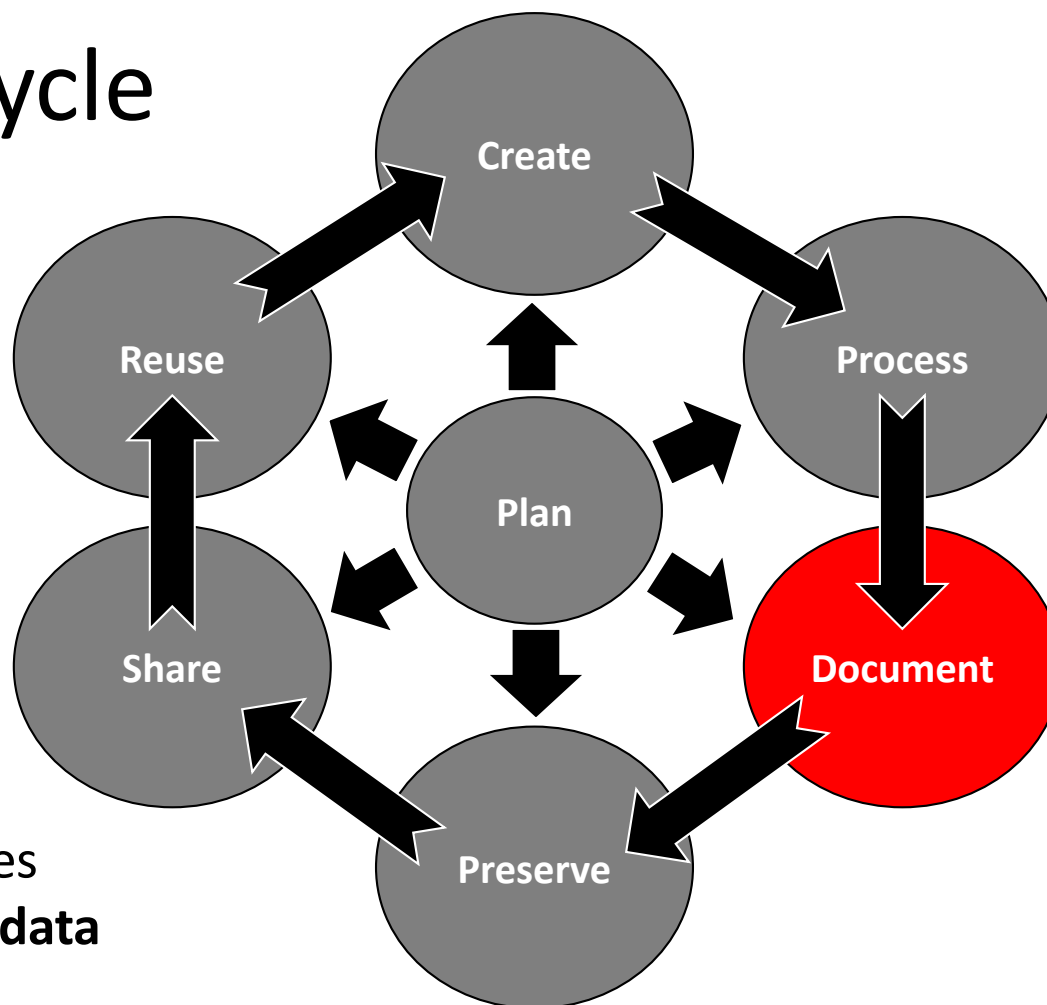 ycle
Create
Reuse
Process
Plan
Share
Document
Preserve
es
data